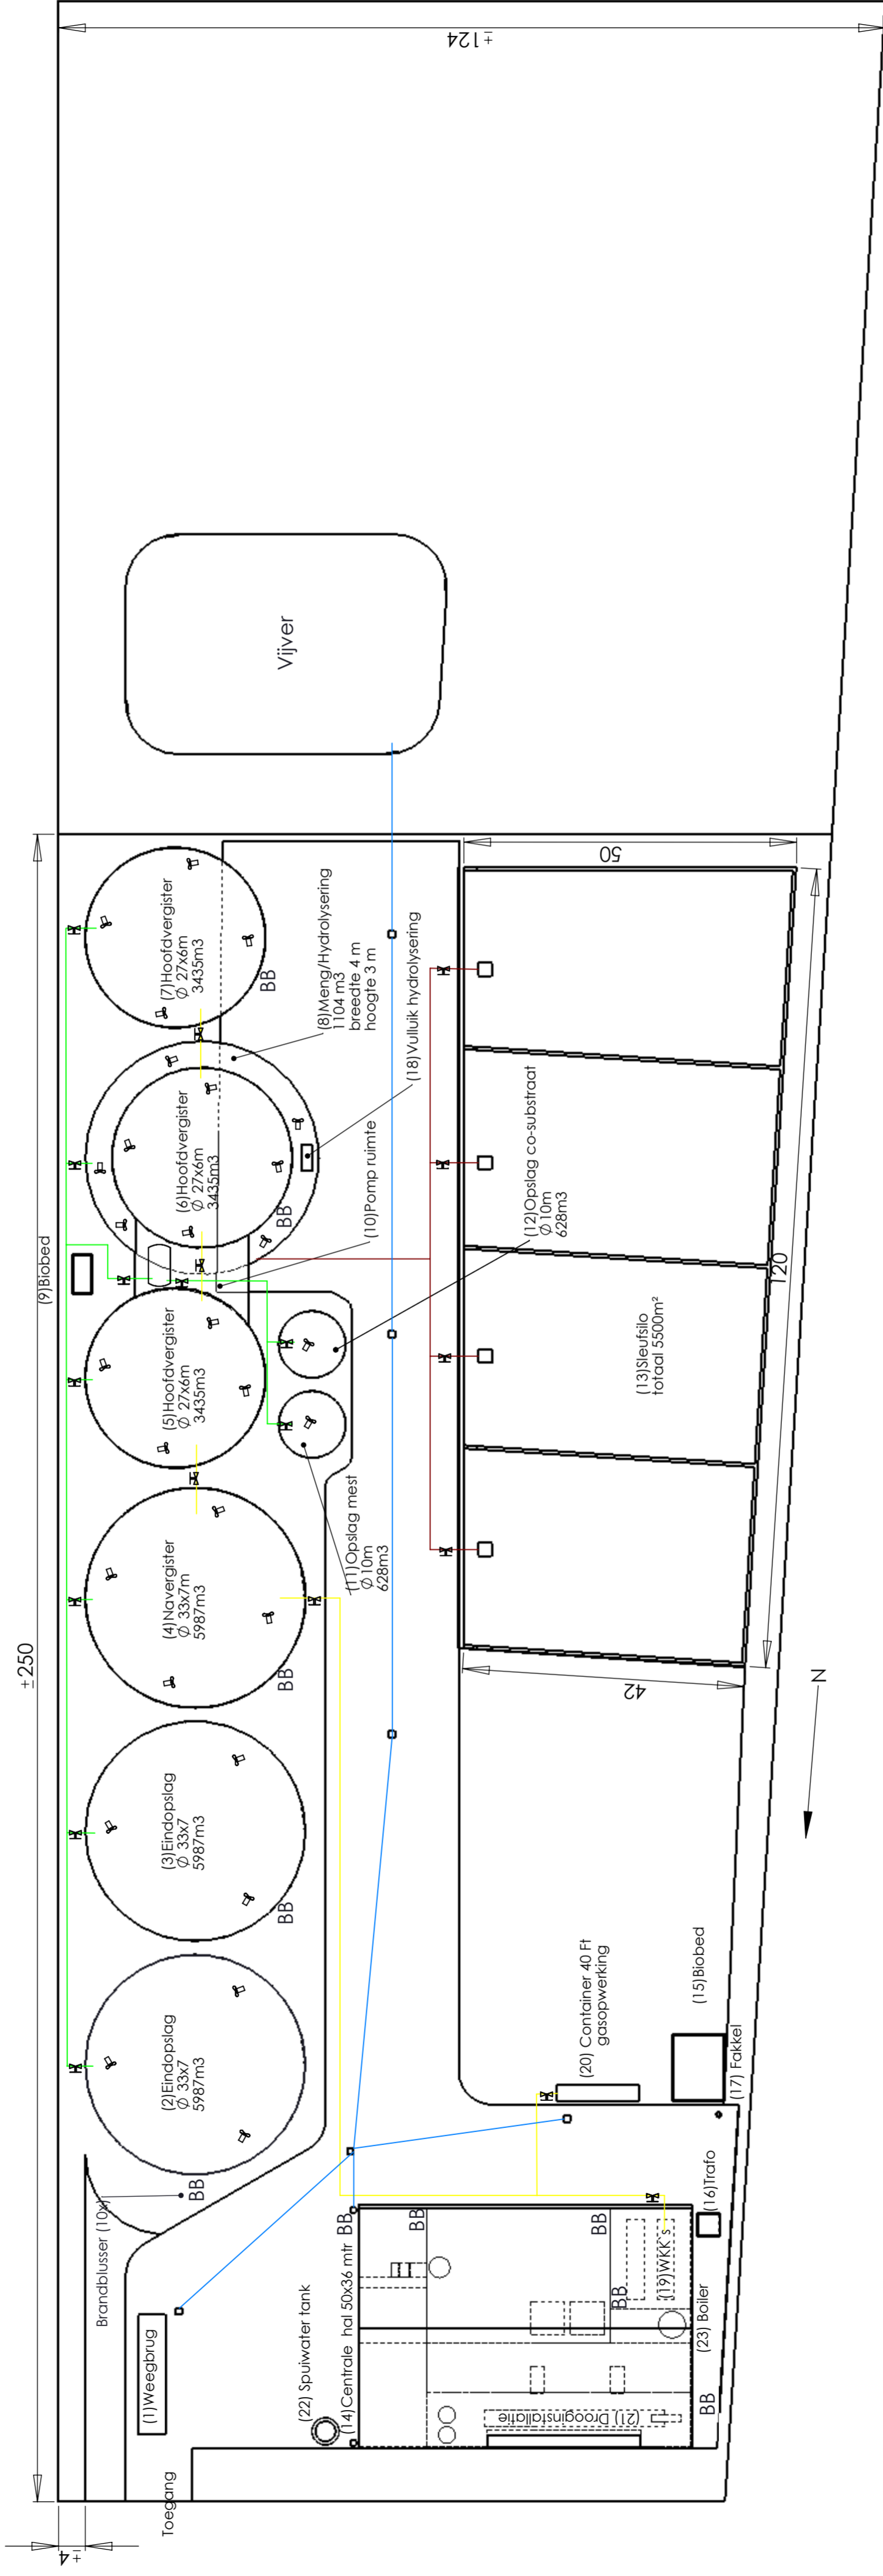 ±124
±250
±4
Vijver
(9)Biobed
(7)Hoofdvergister
Ø 27x6m
3435m3
BB
(8)Meng/Hydrolysering
1104 m3
breedte 4 m
hoogte 3 m
(18)Vulluik hydrolysering
(6)Hoofdvergister
Ø 27x6m
3435m3
BB
(10)Pomp ruimte
(12)Opslag co-substraat
Ø10m
628m3
(5)Hoofdvergister
Ø 27x6m
3435m3
(11)Opslag mest
Ø10m
628m3
(4)Navergister
Ø 33x7m
5987m3
BB
(3)Eindopslag
Ø 33x7
5987m3
BB
(2)Eindopslag
Ø 33x7
5987m3
BB
Brandblusser (10x)
(1)Weegbrug
Toegang
(22) Spuiwater tank
(14)Centrale hal 50x36 mtr
BB
BB
BB
BB
(19)WKK`s
(21) Drooginstallatie
BB
(23) Boiler
(16)Trafo
(17) Fakkel
(15)Biobed
(20) Container 40 Ft
gasopwerking
N
(13)Sleufsilo
totaal 5500m²
50
120
42